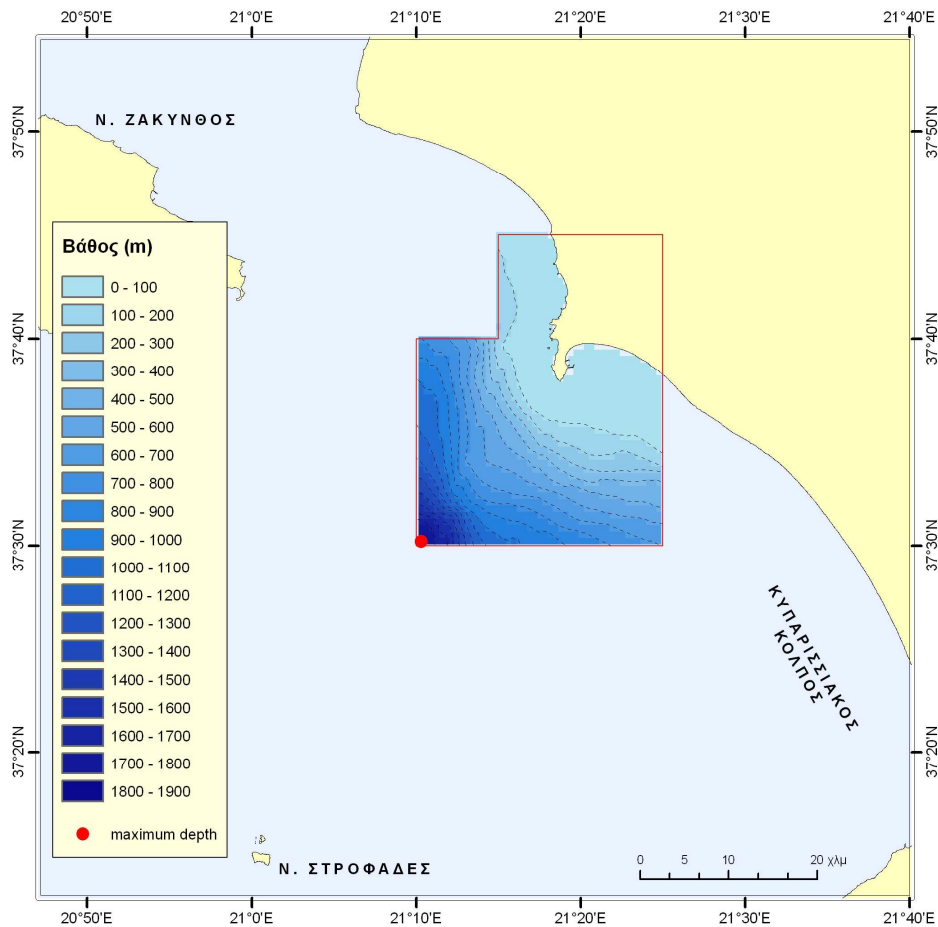 20°50'E 21°0'E 21°10'E 21°20'E 21°30'E 21°40'E
37°50'N 37°50'N
Ν. ΖΑΚΥΝΘΟΣ
Βάθος (m)
0 - 100
100 - 200
200 - 300
300 - 400
400 - 500
500 - 600
600 - 700
700 - 800
800 - 900
900 - 1000
1000 - 1100
1100 - 1200
1200 - 1300
1300 - 1400
1400 - 1500
1500 - 1600
1600 - 1700
1700 - 1800
1800 - 1900
maximum depth
37°40'N 37°40'N
37°30'N 37°30'N
ΚΥΠΑΡΙΣΣΙΑΚΟΣ
ΚΟΛΠΟΣ
37°20'N 37°20'N
Ν. ΣΤΡΟΦΑΔΕΣ
0 5 10 20 χλμ
20°50'E 21°0'E 21°10'E 21°20'E 21°30'E 21°40'E